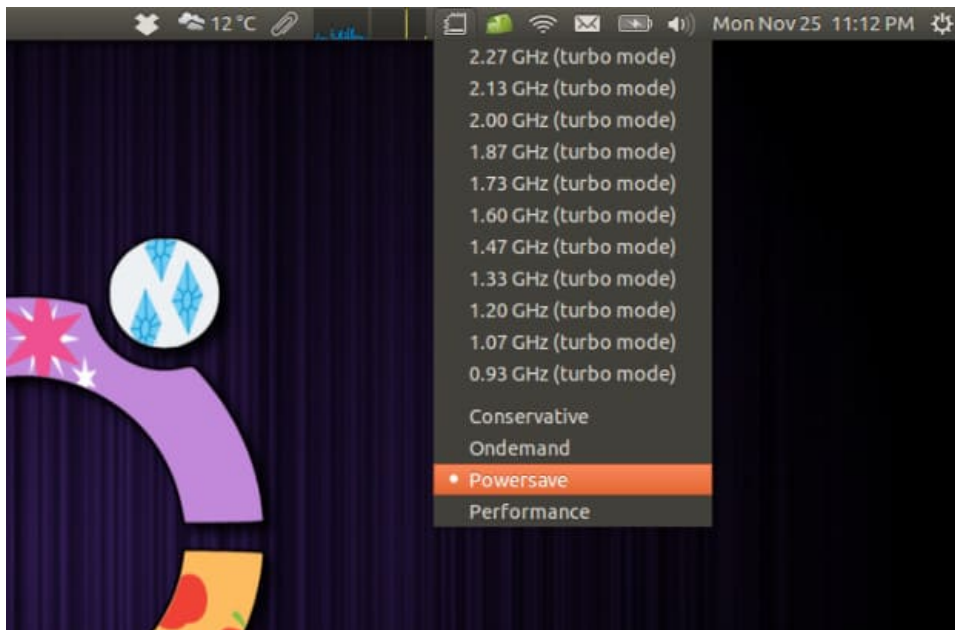 12 °C Mon Nov 25 11:12 PM
2.27 GHz (turbo mode)
2.13 GHz (turbo mode)
2.00 GHz (turbo mode)
1.87 GHz (turbo mode)
1.73 GHz (turbo mode)
1.60 GHz (turbo mode)
1.47 GHz (turbo mode)
1.33 GHz (turbo mode)
1.20 GHz (turbo mode)
1.07 GHz (turbo mode)
0.93 GHz (turbo mode)
Conservative
Ondemand
Powersave
Performance